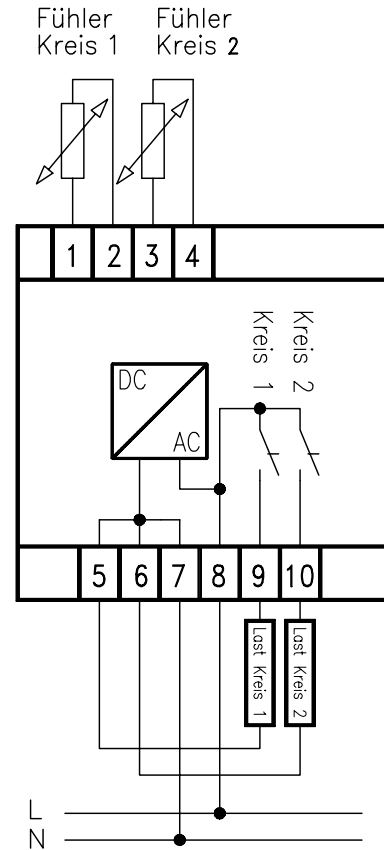 Fühler
Kreis 1
Fühler
Kreis 2
1 2 3 4
Kreis 1
Kreis 2
DC
AC
5 6 7 8 9 10
Last Kreis 1
Last Kreis 2
L
N